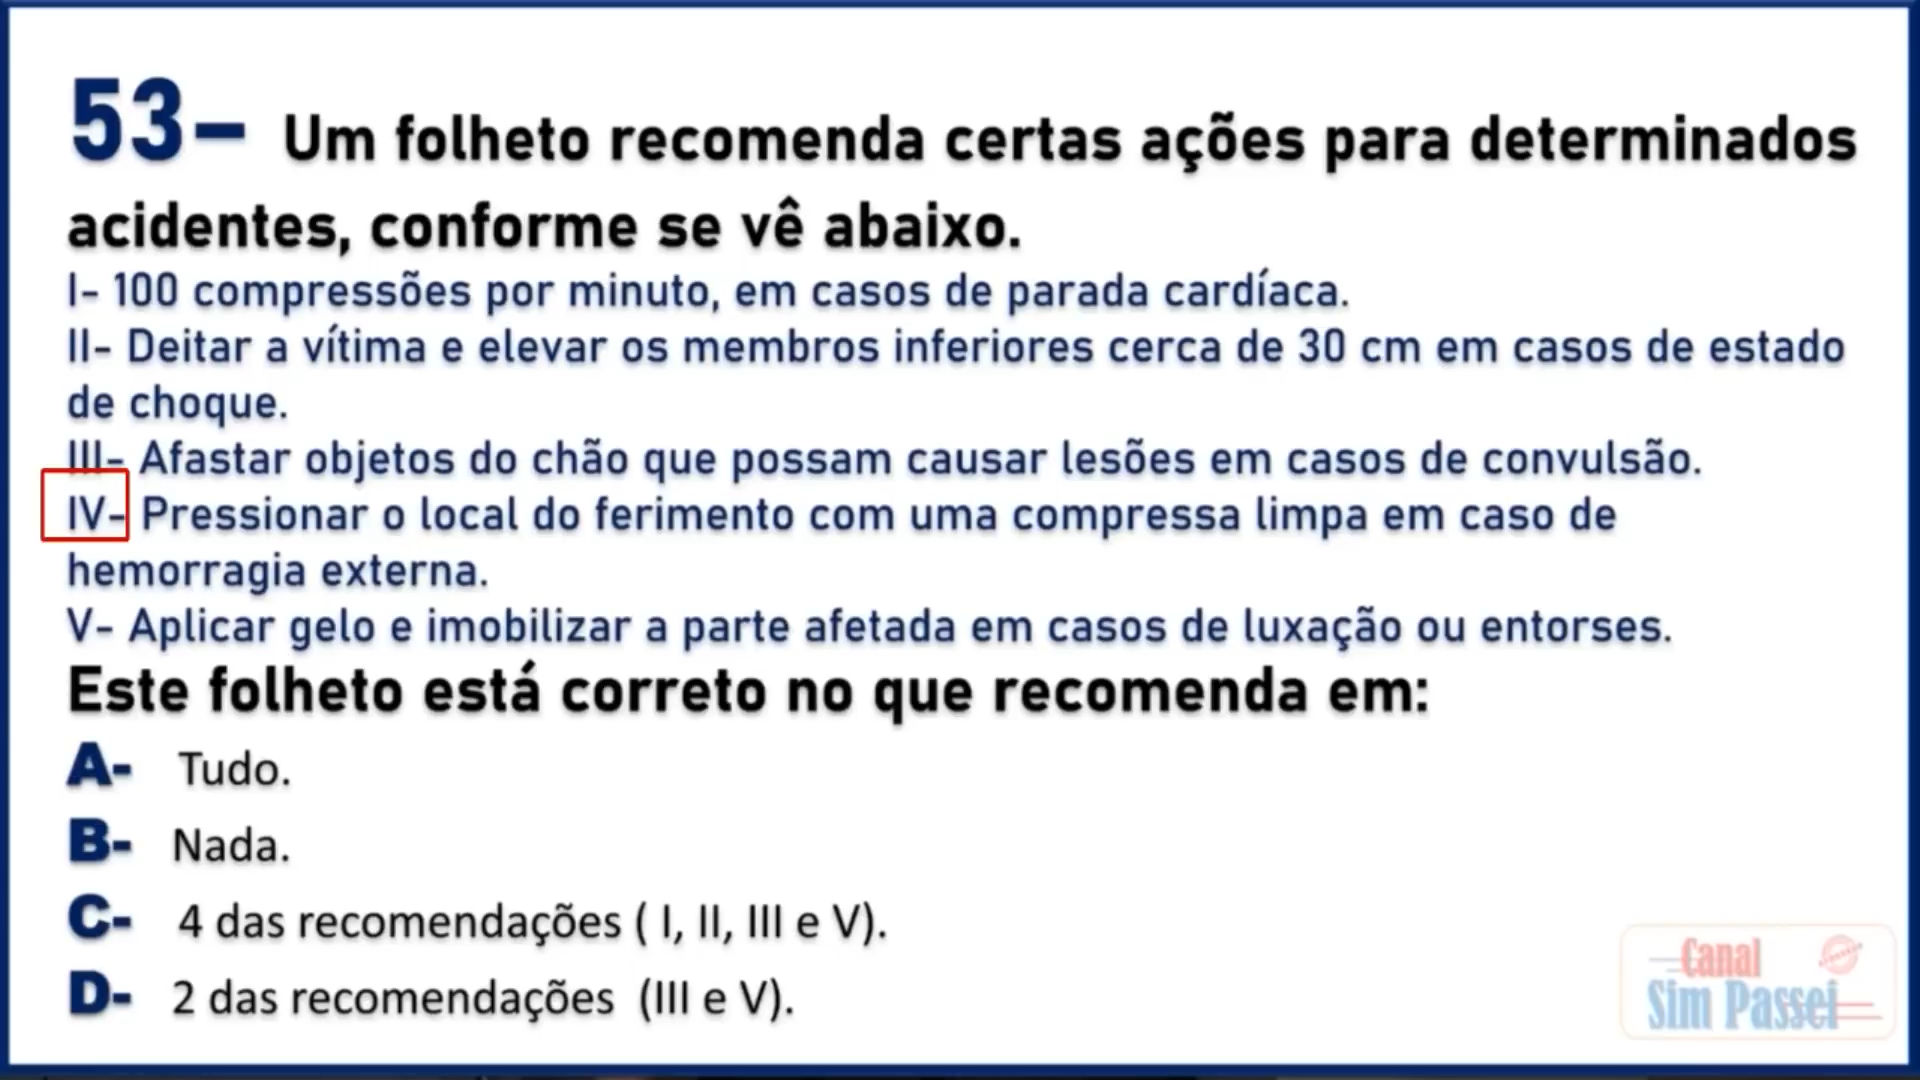 53- Um folheto recomenda certas ações para determinados
acidentes, conforme se vê abaixo.
I- 100 compressões por minuto, em casos de parada cardíaca.
II- Deitar a vítima e elevar os membros inferiores cerca de 30 cm em casos de estado
de choque.
III- Afastar objetos do chão que possam causar lesões em casos de convulsão.
IV- Pressionar o local do ferimento com uma compressa limpa em caso de
hemorragia externa.
V- Aplicar gelo e imobilizar a parte afetada em casos de luxação ou entorses.
Este folheto está correto no que recomenda em:
A- Tudo.
B- Nada.
C- 4 das recomendações ( I, II, III e V).
D- 2 das recomendações (III e V).
Canal
Sim Passei